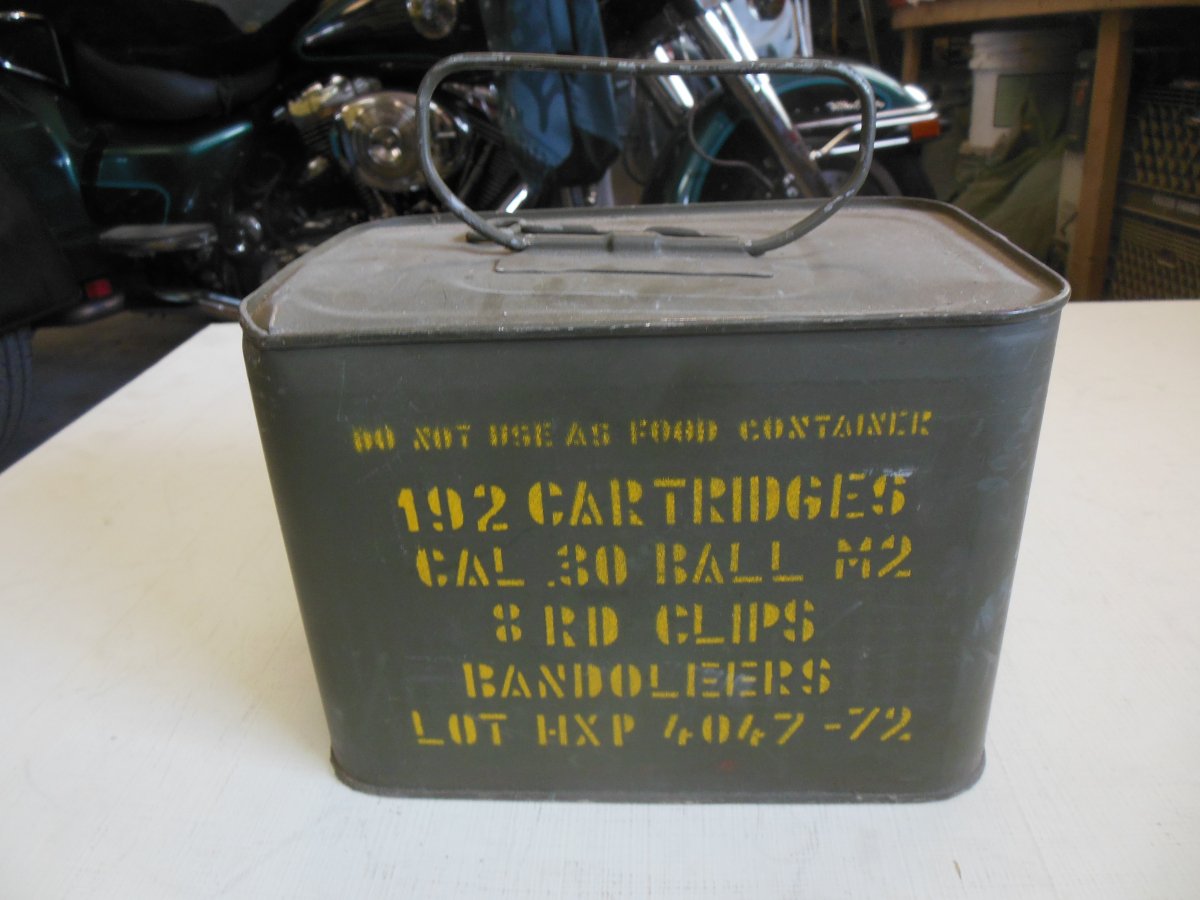 DO NOT USE AS FOOD CONTAINER
192 CARTRIDGES
CAL .30 BALL M2
8 RD CLIPS
BANDOLEERS
LOT HXP 4047-72